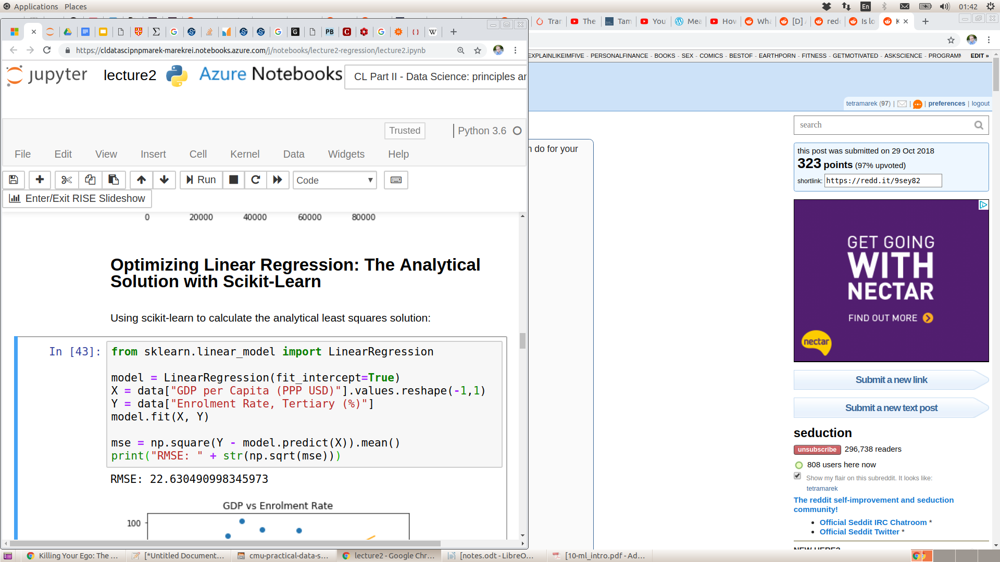 Applications Places
En
01:42
Tran
The
Tam
You
Mea
How
Wha
[D] /
redd
Is lo
https://cldatascipnpmarek-marekrei.notebooks.azure.com/j/notebooks/lecture2-regression/lecture2.ipynb
EXPLAINLIKEIMFIVE - PERSONALFINANCE - BOOKS - SEX - COMICS - BESTOF - EARTHPORN - FITNESS - GETMOTIVATED - ASKSCIENCE - PROGRAMM EDIT »
jupyter lecture2 Azure Notebooks CL Part II - Data Science: principles an
tetramarek (97) | | | preferences | logout
Trusted Python 3.6
File Edit View Insert Cell Kernel Data Widgets Help
Run
Code
Enter/Exit RISE Slideshow
0 20000 40000 60000 80000
Optimizing Linear Regression: The Analytical
Solution with Scikit-Learn
Using scikit-learn to calculate the analytical least squares solution:
In [43]:
from sklearn.linear_model import LinearRegression
model = LinearRegression(fit_intercept=True)
X = data["GDP per Capita (PPP USD)"].values.reshape(-1,1)
Y = data["Enrolment Rate, Tertiary (%)"]
model.fit(X, Y)
mse = np.square(Y - model.predict(X)).mean()
print("RMSE: " + str(np.sqrt(mse)))
RMSE: 22.630490998345973
GDP vs Enrolment Rate
100
n do for your
search
this post was submitted on 29 Oct 2018
323 points (97% upvoted)
shortlink: https://redd.it/9sey82
GET GOING
WITH
NECTAR
FIND OUT MORE
nectar
Submit a new link
Submit a new text post
seduction
unsubscribe 296,738 readers
808 users here now
Show my flair on this subreddit. It looks like:
tetramarek
The reddit self-improvement and seduction
community!
Official Seddit IRC Chatroom *
Official Seddit Twitter *
NEW HERE?
Killing Your Ego: The ...
[*Untitled Document...
cmu-practical-data-s...
lecture2 - Google Chr...
[notes.odt - LibreO...
[10-ml_intro.pdf - Ad...